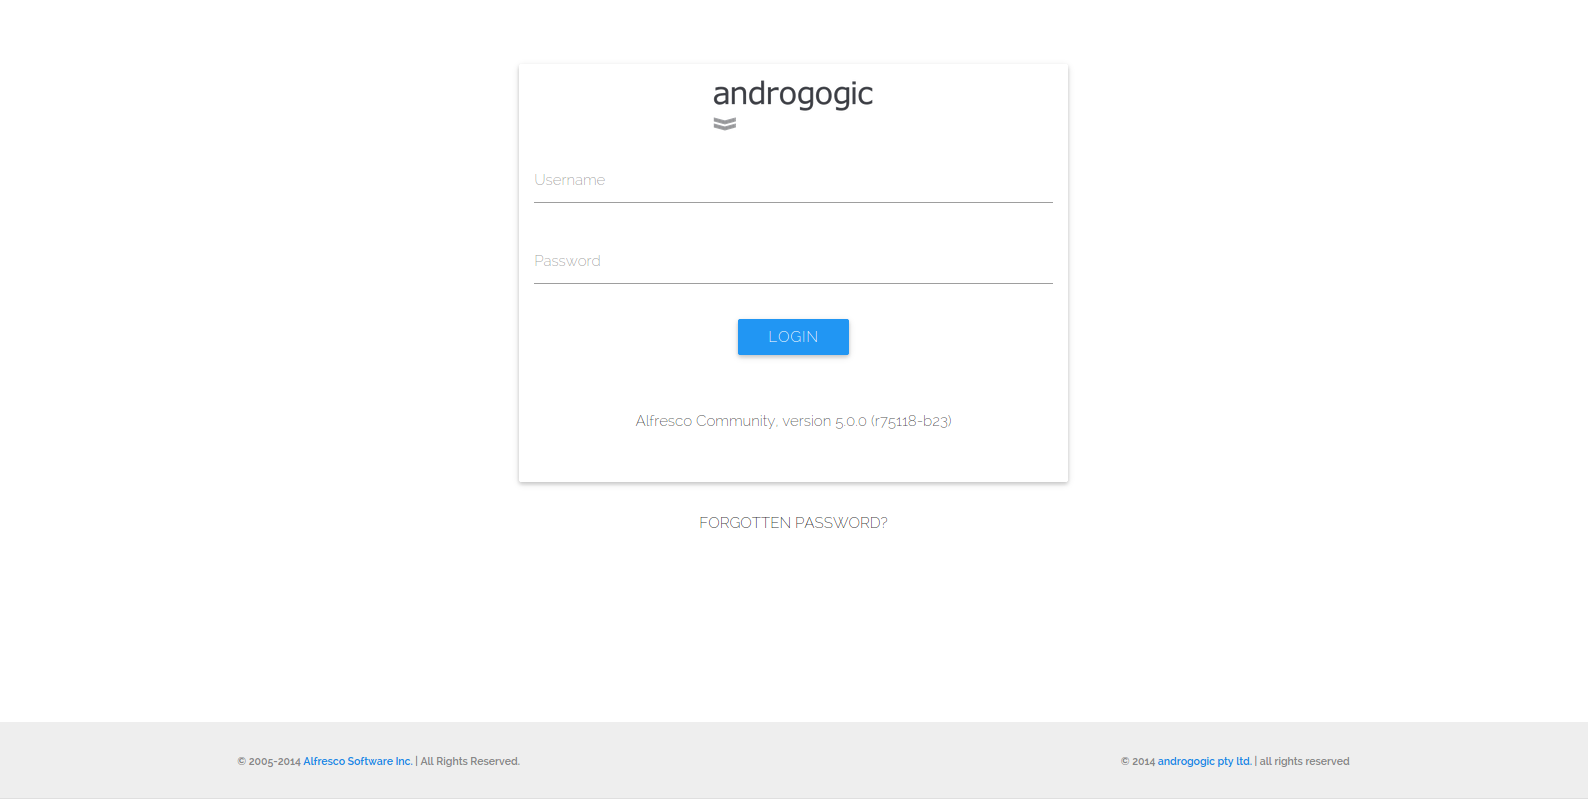 androgogic
Username
Password
LOGIN
Alfresco Community, version 5.0.0 (r75118-b23)
FORGOTTEN PASSWORD?
© 2005-2014 Alfresco Software Inc. | All Rights Reserved.
© 2014 androgogic pty ltd. | all rights reserved